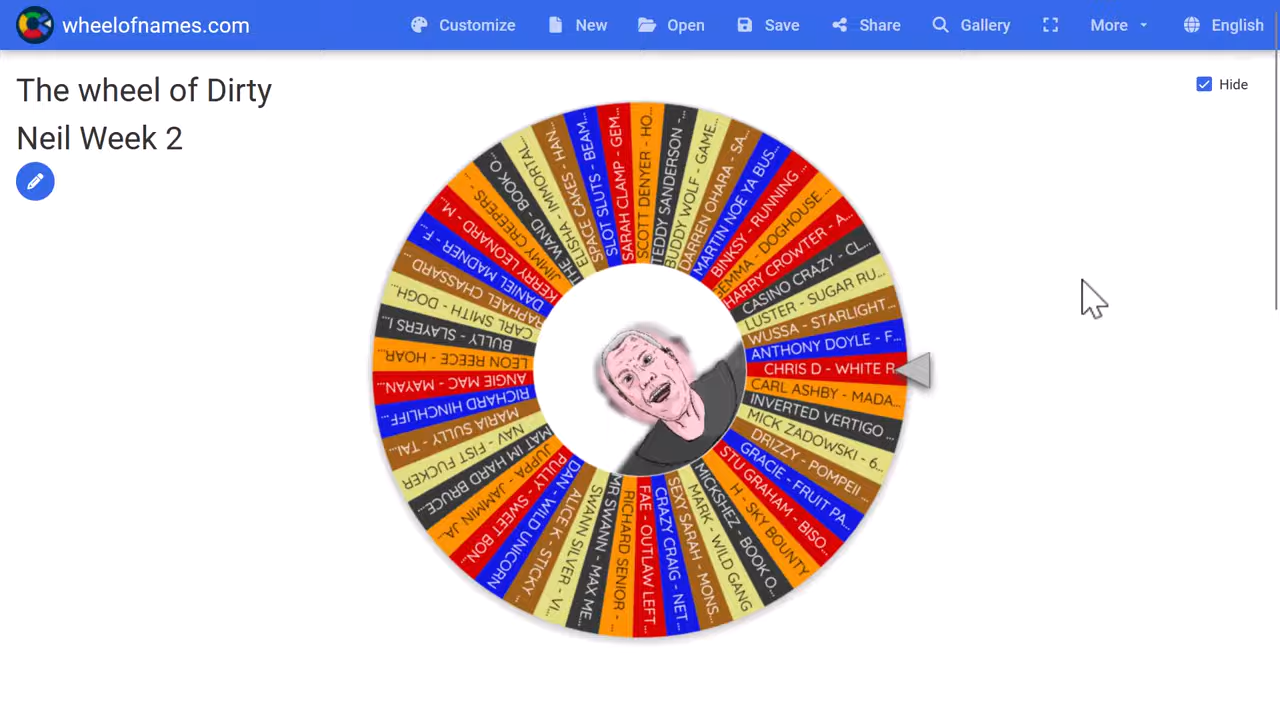 wheelofnames.com
Customize
New
Open
Save
Share
Gallery
More
English
The wheel of Dirty
Neil Week 2
Hide
SCOTT DENYER - HO...
TEDDY SANDERSON -...
BUDDY WOLF - GAME...
DARREN OHARA - SA...
MARTIN NOE YA BUS...
BINKSY - RUNNING ...
GEMMA - DOGHOUSE ...
HARRY CROWTER - A...
CASINO CRAZY - CL...
LUSTER - SUGAR RU...
WUSSA - STARLIGHT...
ANTHONY DOYLE - F...
CHRIS D - WHITE R
CARL ASHBY - MADA...
INVERTED VERTIGO ...
MICK ZADOWSKI - 6...
DRIZZY - POMPEII ...
GRACIE - FRUIT PA...
STU GRAHAM - BISO...
H - SKY BOUNTY
MICKSHEZ - BOOK O...
MARK - WILD GANG
SEXY SARAH - MONS...
CRAZY CRAIG - NET...
FAE - OUTLAW LEFT...
RICHARD SENIOR - ...
MR SWANN - MAX ME...
SWANN SILVER - VI...
ALICE K - STICKY ...
DAN - WILD UNICORN
PULLY - SWEET BON...
JUPPA - JAMMIN JA...
MAT IM HARD BRUCE...
NAV - FIST FUCKER
MARIA SULLY - TAL...
RICHARD HINCHLIFF...
ANGIE MAC - MAYAN...
LEON REECE - HOAR...
BULLY - SLAYERS I...
CARL SMITH - DOGH...
RAPHAEL CHASSARD ...
DANIEL MADNER - F...
KERRY LEONARD - M...
JIMMY CREEPERS - ...
THE WAND - BOOK O...
ELISHA - IMMORTAL...
SPACE CAKES - HAN...
SLOT SLUTS - BEAM...
SARAH CLAMP - GEM...